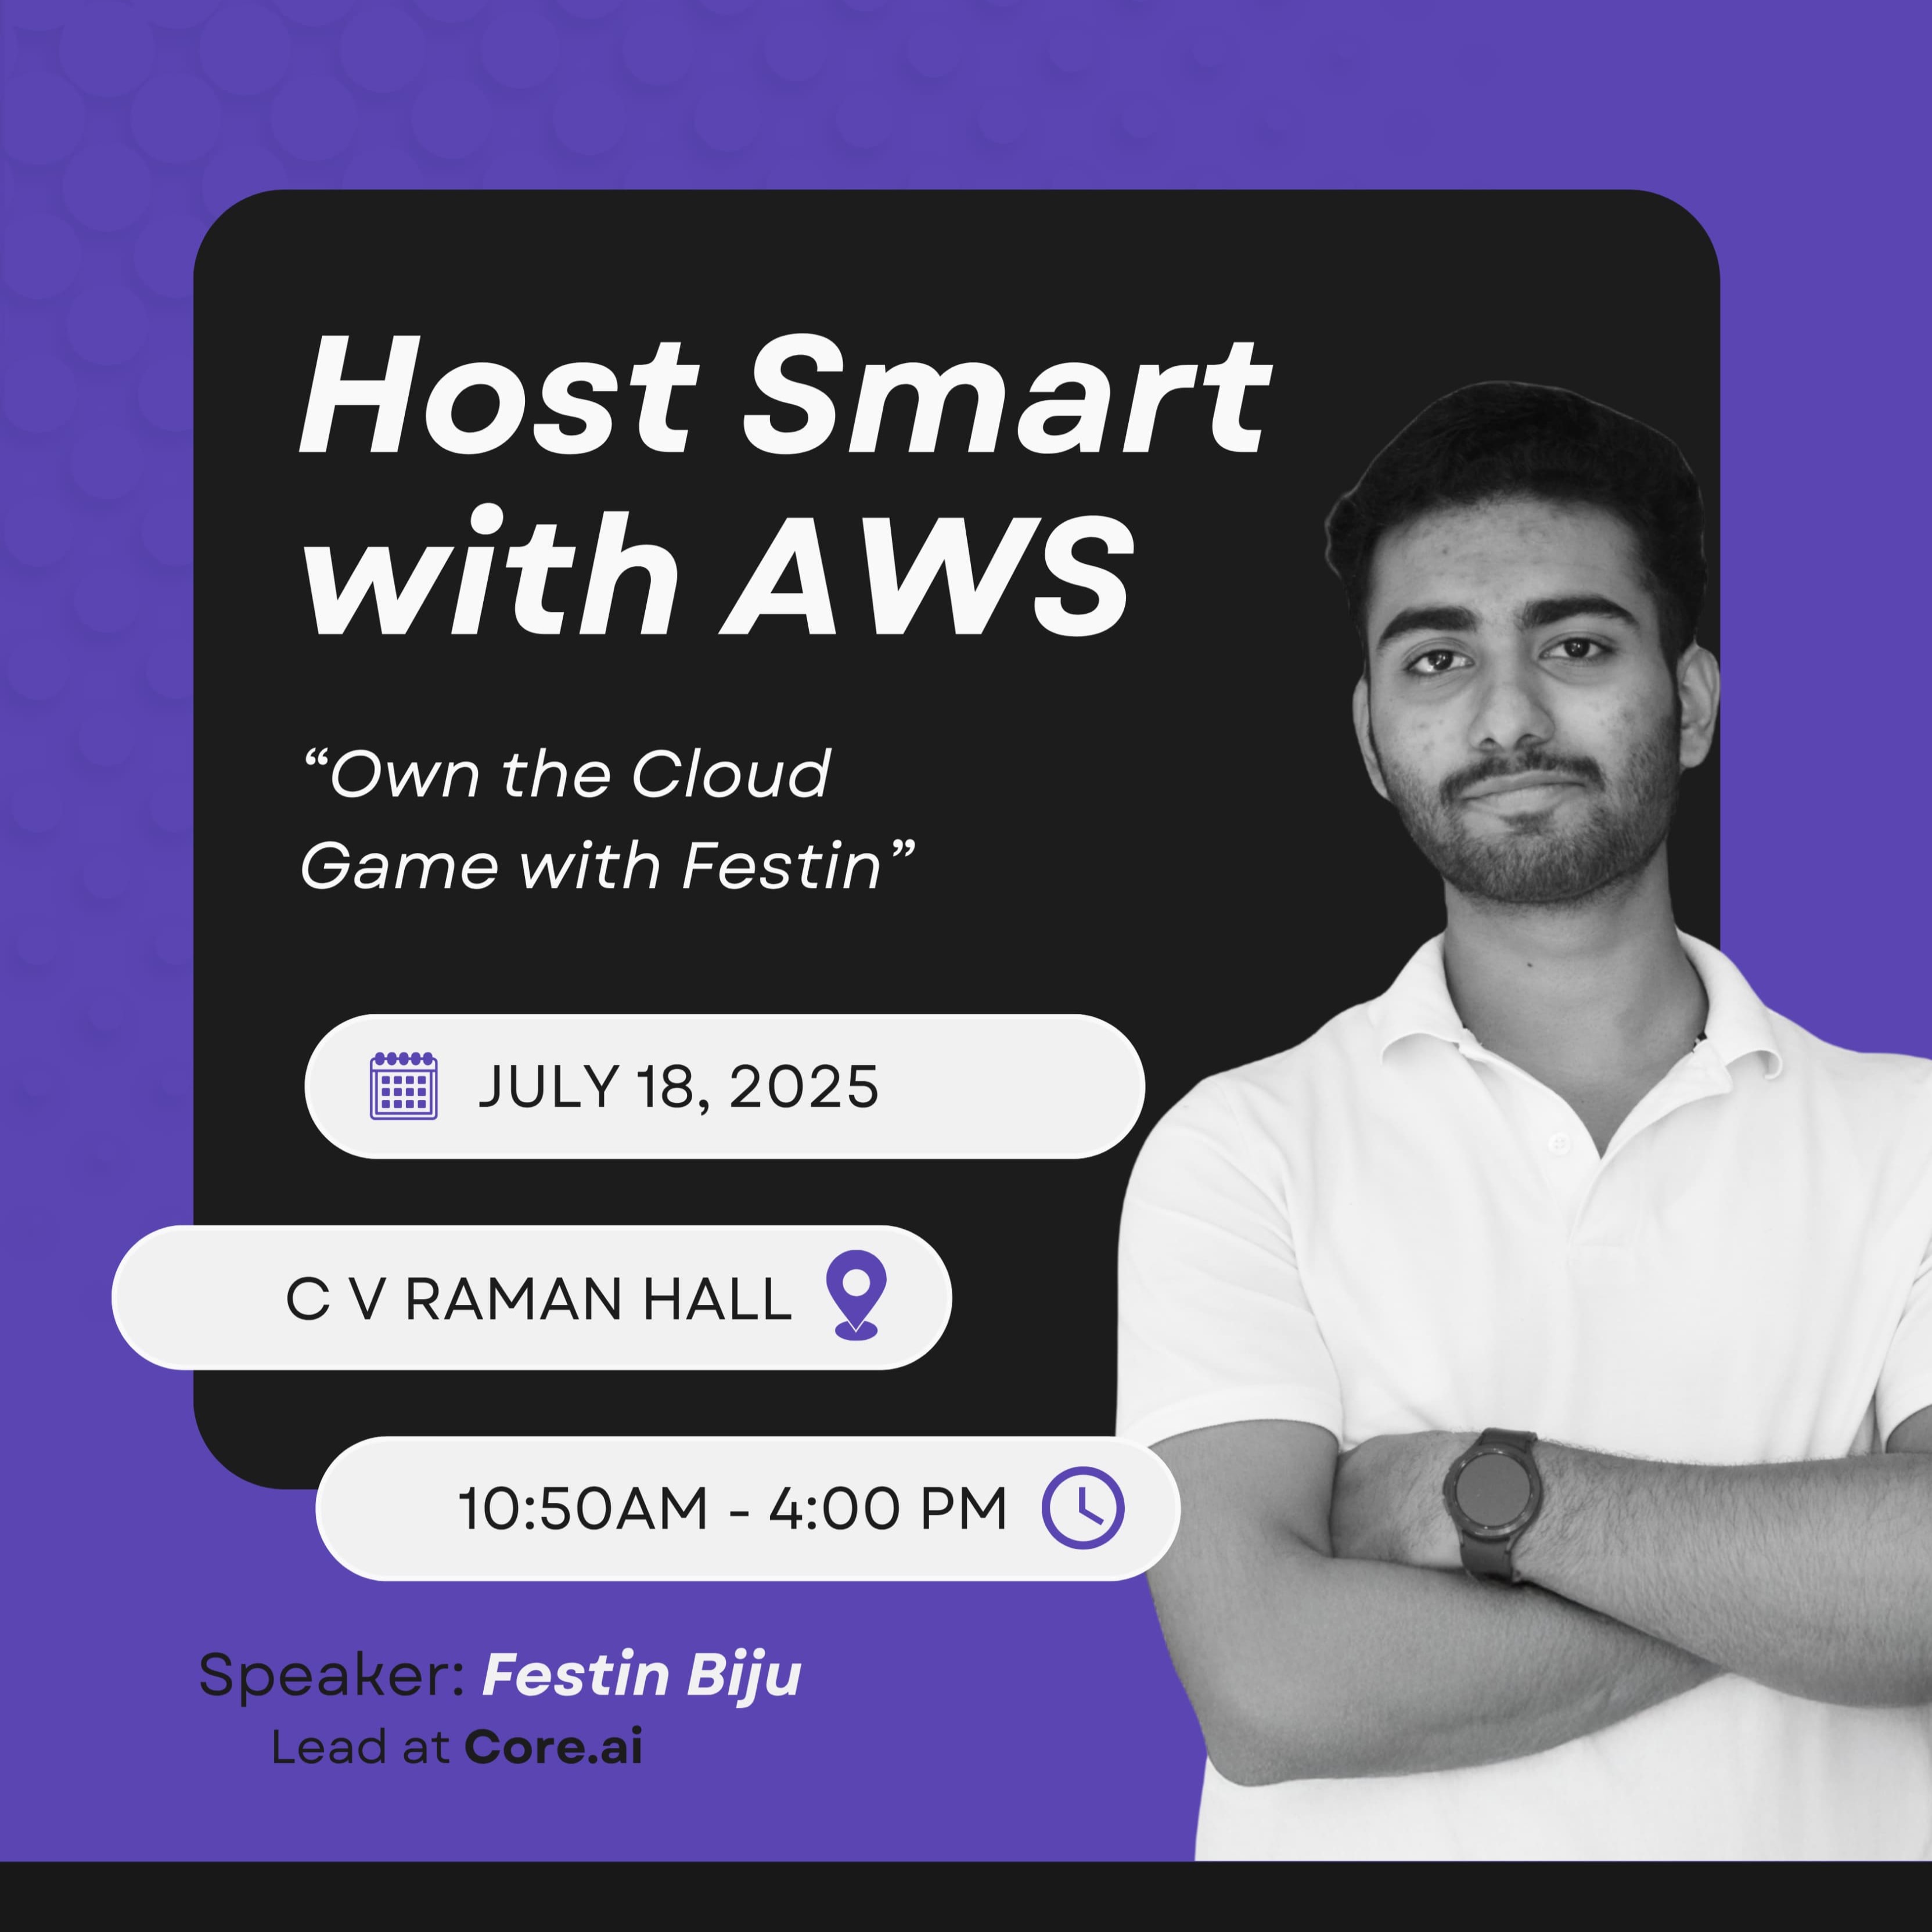 Host Smart
with AWS
“Own the Cloud
Game with Festin”
JULY 18, 2025
C V RAMAN HALL
10:50AM - 4:00 PM
Speaker: Festin Biju
Lead at Core.ai